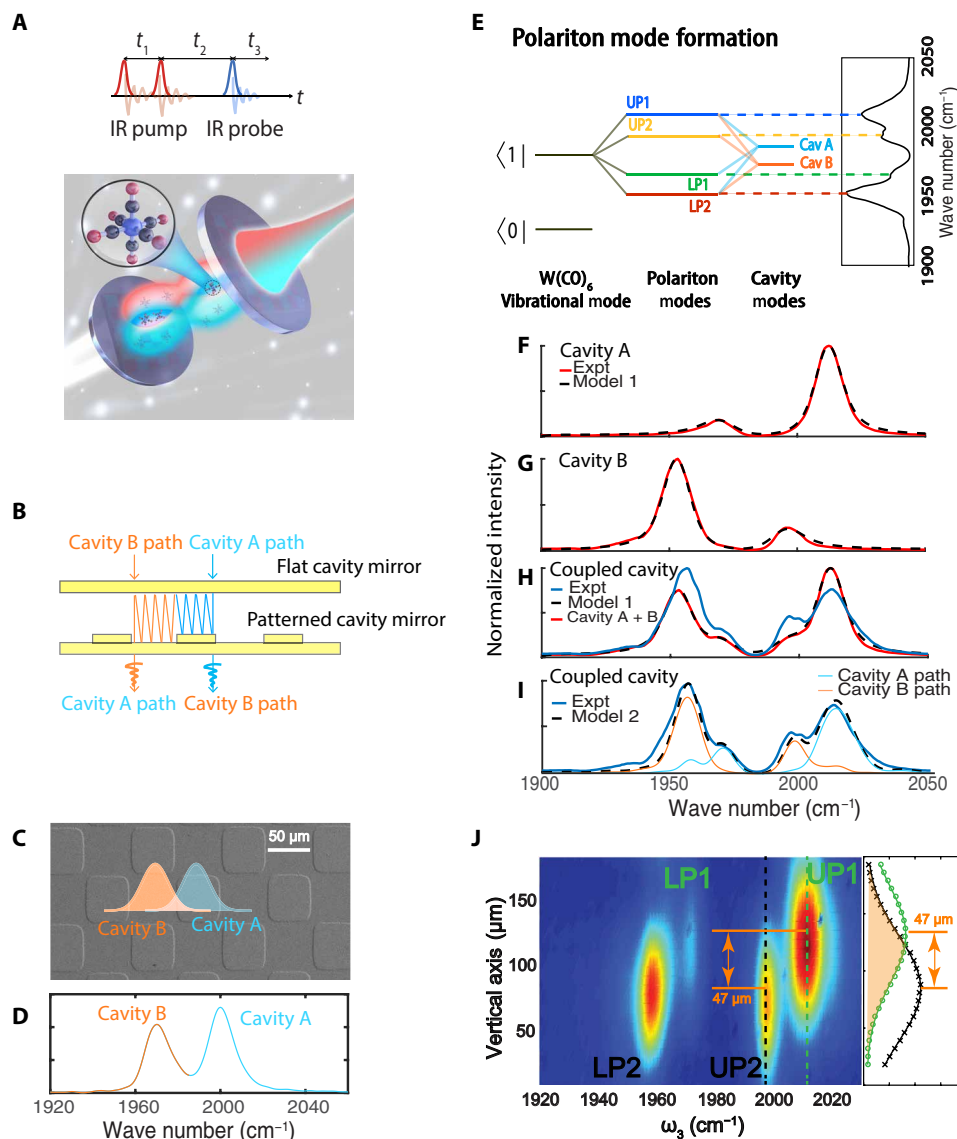 A
t1 t2 t3
t
IR pump IR probe
B
Cavity B path Cavity A path
Flat cavity mirror
Patterned cavity mirror
Cavity A path Cavity B path
C
50 µm
Cavity B Cavity A
D
Cavity B Cavity A
1920 1960 2000 2040
Wave number (cm−1)
E
Polariton mode formation
⟨1|
⟨0|
UP1
UP2
LP1
LP2
Cav A
Cav B
W(CO)6
Vibrational mode
Polariton
modes
Cavity
modes
1900 1950 2000 2050
Wave number (cm−1)
Normalized intensity
F
Cavity A
Expt
Model 1
G
Cavity B
H
Coupled cavity
Expt
Model 1
Cavity A + B
I
Coupled cavity
Expt
Model 2
Cavity A path
Cavity B path
1900 1950 2000 2050
Wave number (cm−1)
J
Vertical axis (µm)
150
100
50
LP1 UP1
47 µm
LP2 UP2
1920 1940 1960 1980 2000 2020
ω3 (cm−1)
47 µm